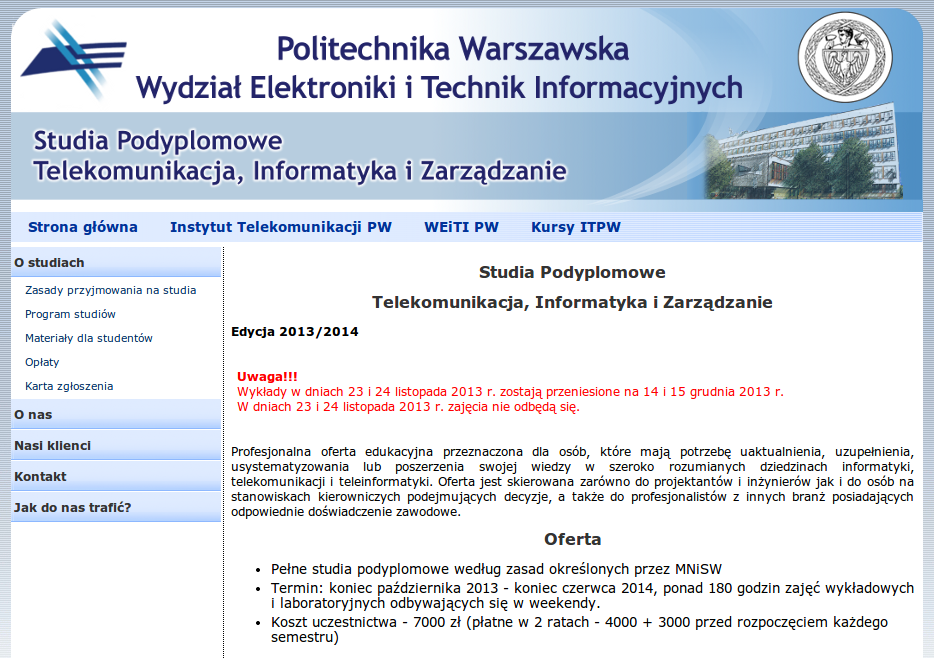 Politechnika Warszawska
Wydział Elektroniki i Technik Informacyjnych
Studia Podyplomowe
Telekomunikacja, Informatyka i Zarządzanie
Strona główna
Instytut Telekomunikacji PW
WEiTI PW
Kursy ITPW
O studiach
Zasady przyjmowania na studia
Program studiów
Materiały dla studentów
Opłaty
Karta zgłoszenia
O nas
Nasi klienci
Kontakt
Jak do nas trafić?
Studia Podyplomowe
Telekomunikacja, Informatyka i Zarządzanie
Edycja 2013/2014
Uwaga!!!
Wykłady w dniach 23 i 24 listopada 2013 r. zostają przeniesione na 14 i 15 grudnia 2013 r.
W dniach 23 i 24 listopada 2013 r. zajęcia nie odbędą się.
Profesjonalna oferta edukacyjna przeznaczona dla osób, które mają potrzebę uaktualnienia, uzupełnienia,
usystematyzowania lub poszerzenia swojej wiedzy w szeroko rozumianych dziedzinach informatyki,
telekomunikacji i teleinformatyki. Oferta jest skierowana zarówno do projektantów i inżynierów jak i do osób na
stanowiskach kierowniczych podejmujących decyzje, a także do profesjonalistów z innych branż posiadających
odpowiednie doświadczenie zawodowe.
Oferta
• Pełne studia podyplomowe według zasad określonych przez MNiSW
• Termin: koniec października 2013 - koniec czerwca 2014, ponad 180 godzin zajęć wykładowych
i laboratoryjnych odbywających się w weekendy.
• Koszt uczestnictwa - 7000 zł (płatne w 2 ratach - 4000 + 3000 przed rozpoczęciem każdego
semestru)